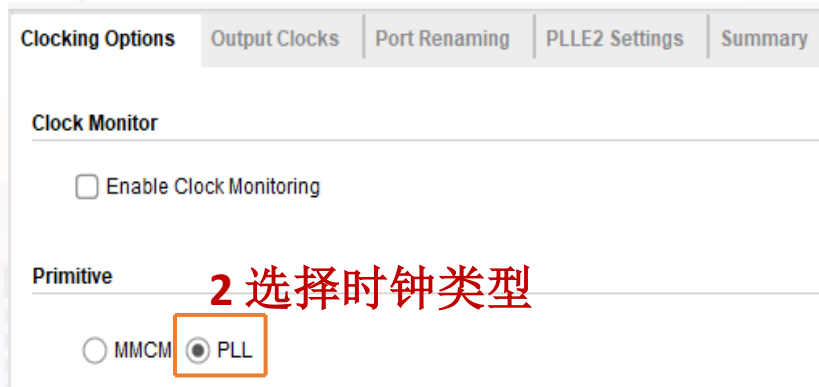 Clocking Options Output Clocks Port Renaming PLLE2 Settings Summary
Clock Monitor
Enable Clock Monitoring
Primitive
2 选择时钟类型
MMCM PLL